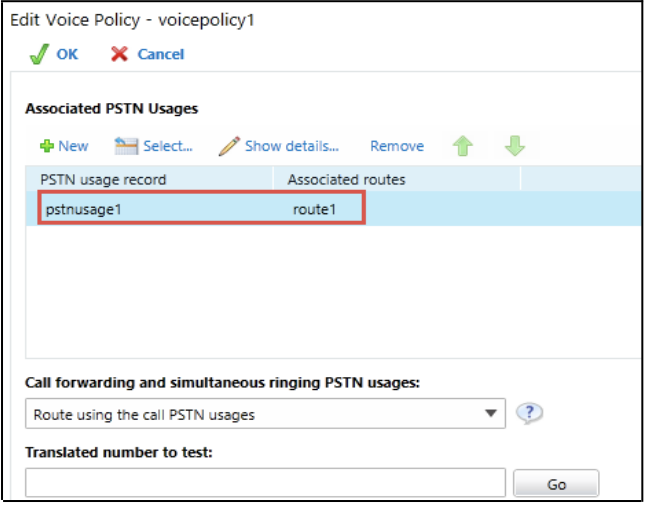 Edit Voice Policy - voicepolicy1
OK Cancel
Associated PSTN Usages
New Select... Show details... Remove
PSTN usage record Associated routes
pstnusage1 route1
Call forwarding and simultaneous ringing PSTN usages:
Route using the call PSTN usages ?
Translated number to test:
Go